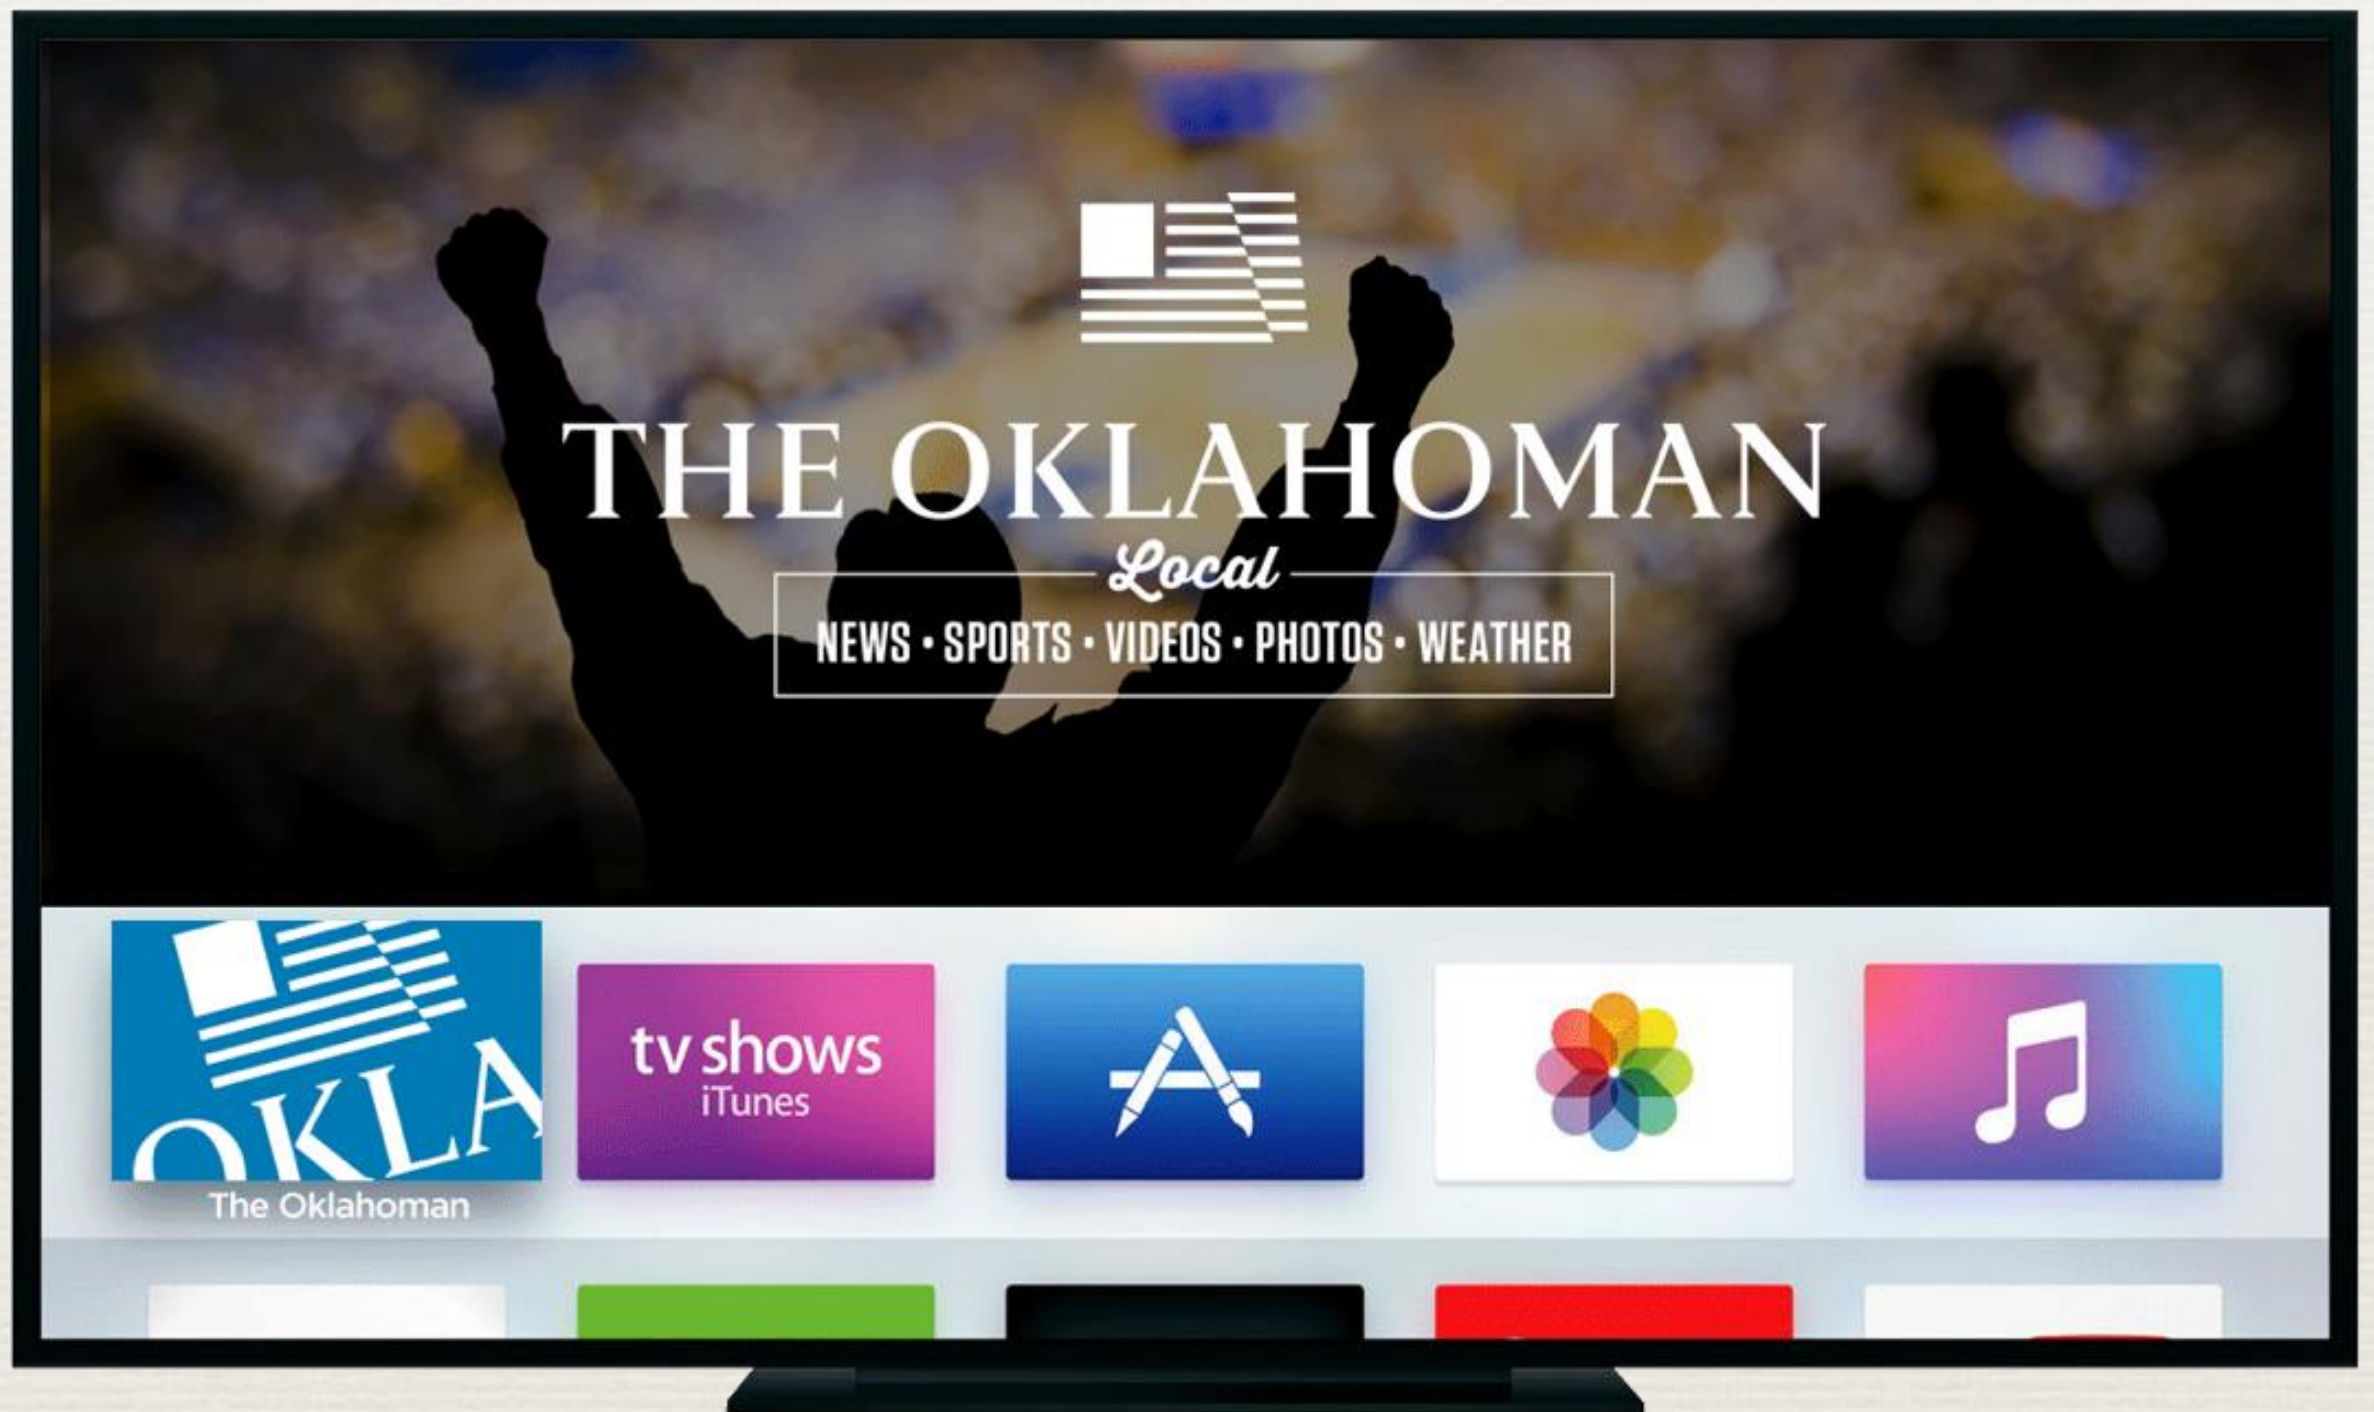 THE OKLAHOMAN
Local
NEWS • SPORTS • VIDEOS • PHOTOS • WEATHER
OKLA
The Oklahoman
tv shows
iTunes